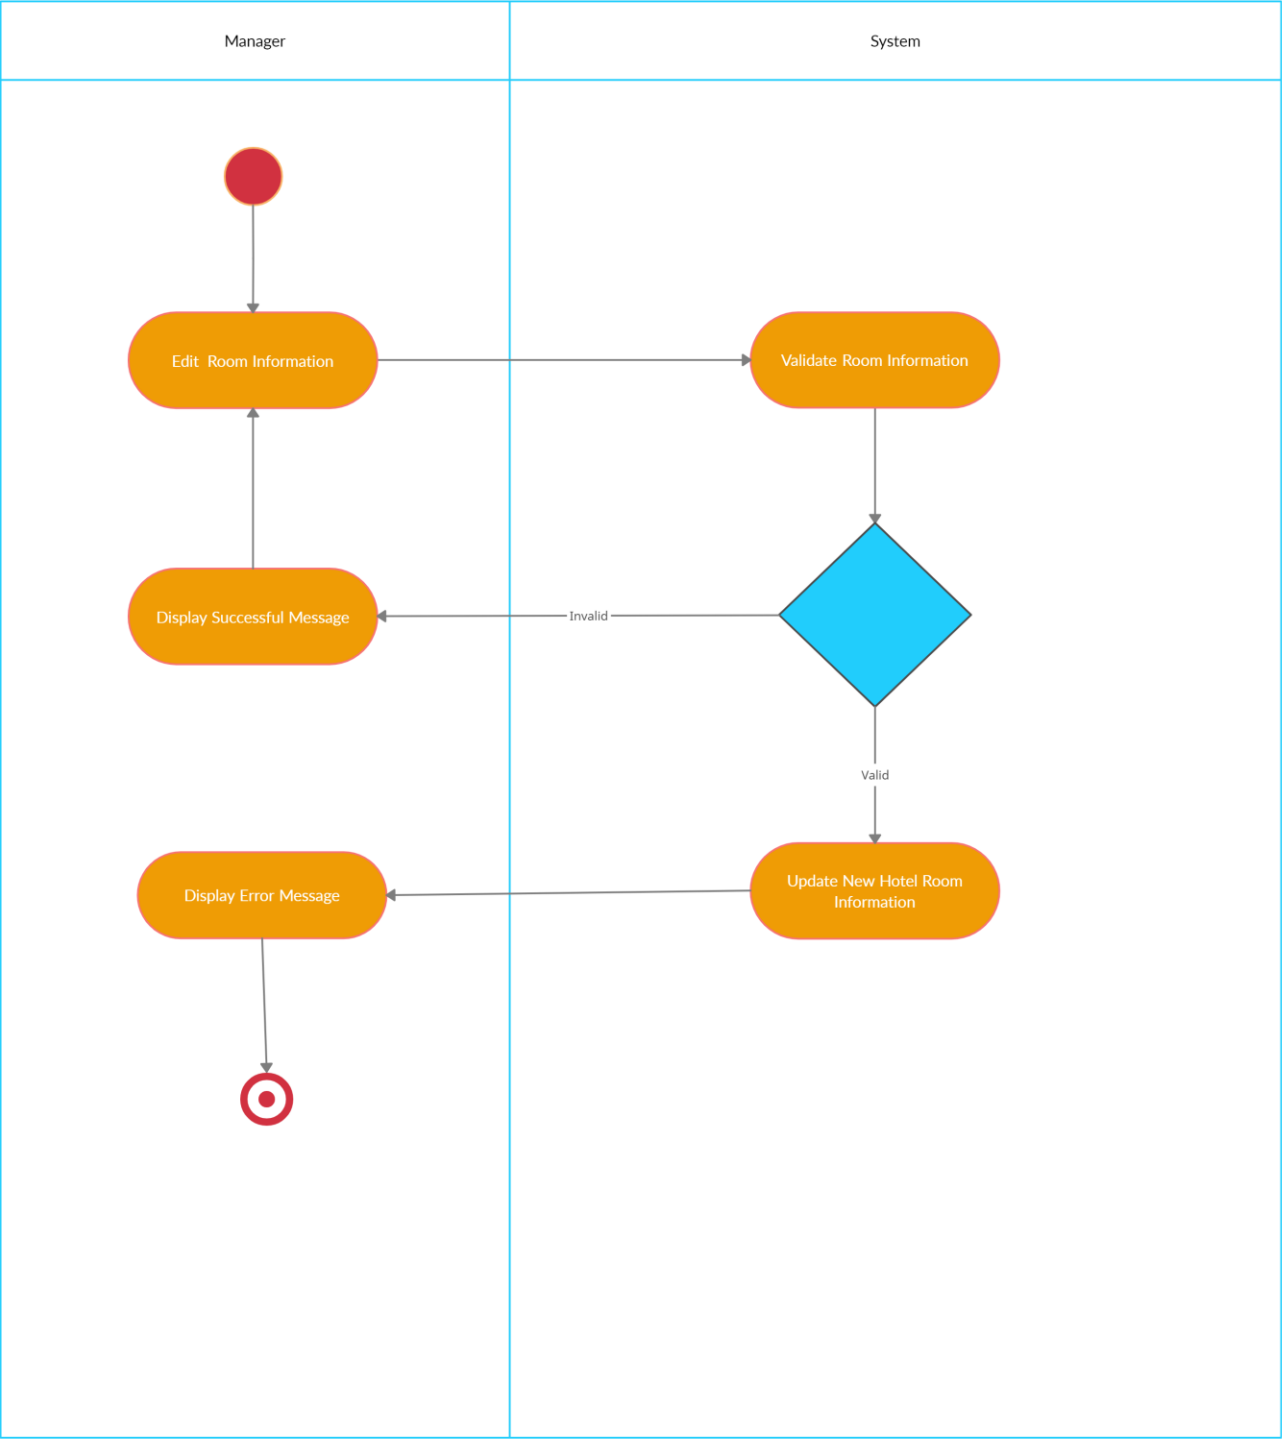 Manager
System
Edit  Room Information
Validate Room Information
Display Successful Message
Invalid
Valid
Display Error Message
Update New Hotel Room
Information